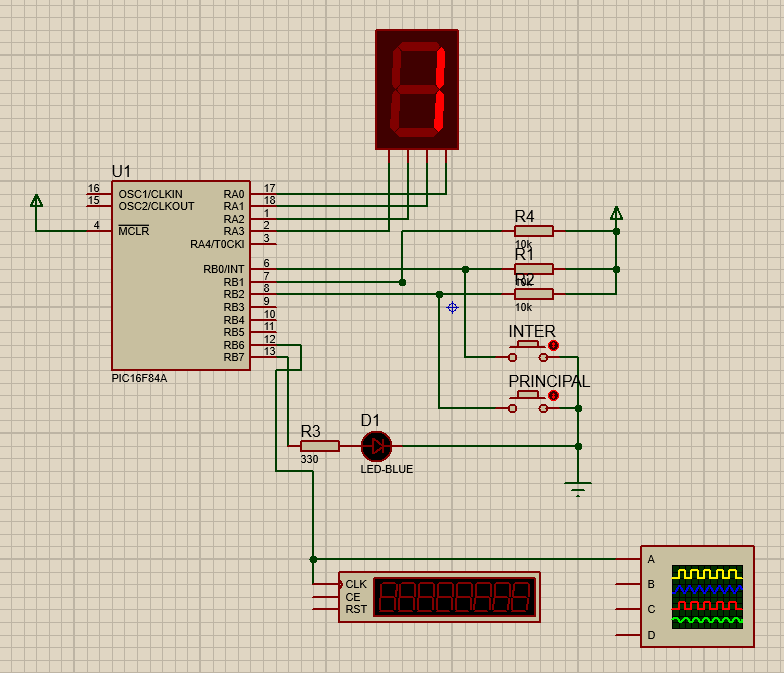 U1
16 OSC1/CLKIN RA0 17
15 OSC2/CLKOUT RA1 18
RA2 1
4 MCLR RA3 2
RA4/T0CKI 3
RB0/INT 6
RB1 7
RB2 8
RB3 9
RB4 10
RB5 11
RB6 12
RB7 13
PIC16F84A
R4
10k
R1
10k
R2
10k
INTER
PRINCIPAL
R3
330
D1
LED-BLUE
CLK
CE
RST
A
B
C
D